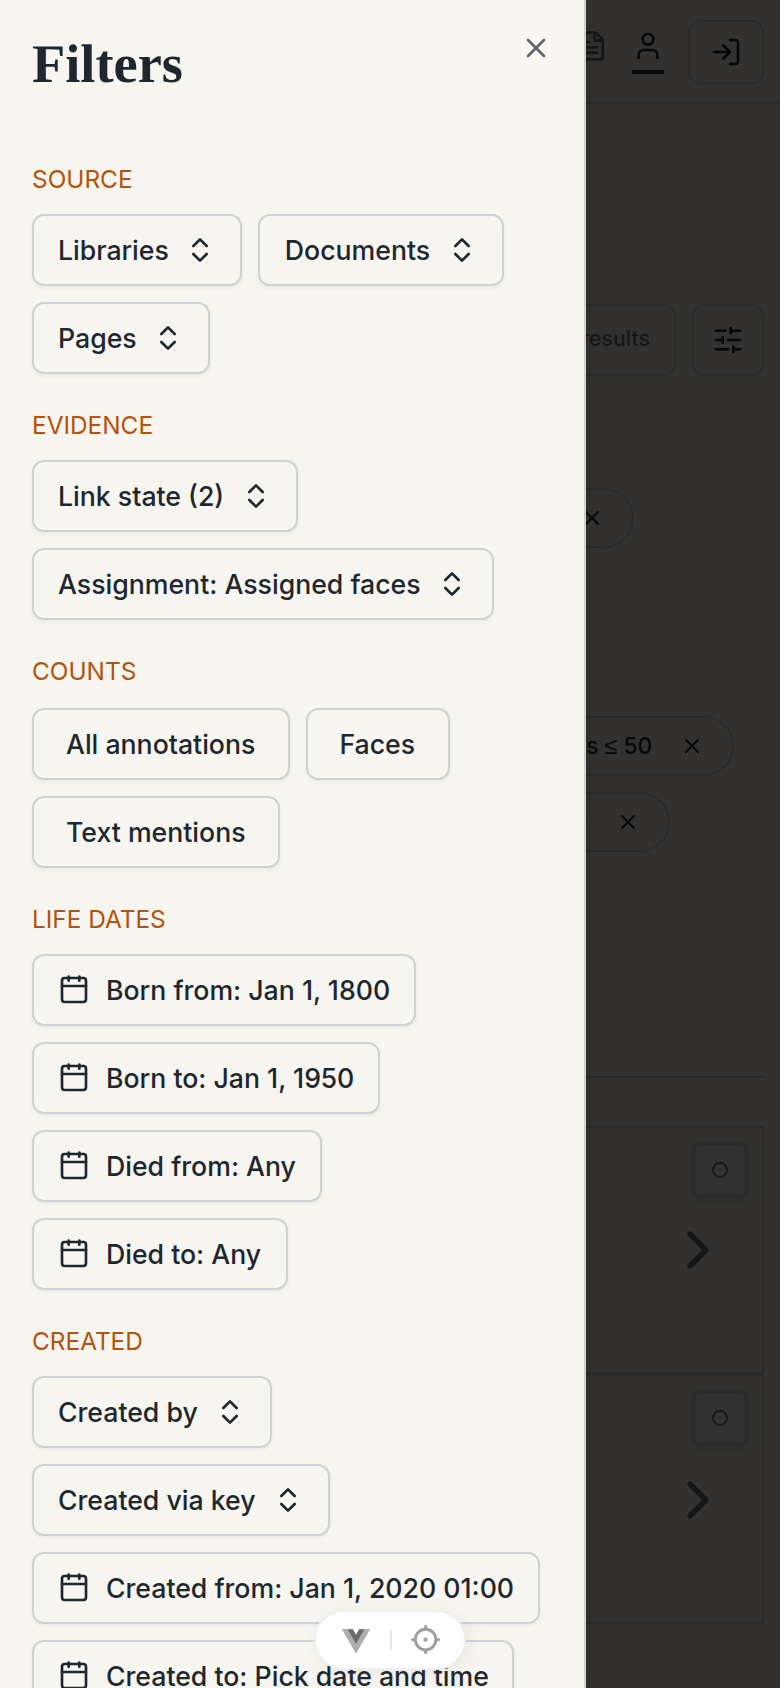 Filters
SOURCE
Libraries
Documents
Pages
results
EVIDENCE
Link state (2)
Assignment: Assigned faces
COUNTS
All annotations
Faces
s ≤ 50
Text mentions
LIFE DATES
Born from: Jan 1, 1800
Born to: Jan 1, 1950
Died from: Any
Died to: Any
CREATED
Created by
Created via key
Created from: Jan 1, 2020 01:00
Created to: Pick date and time